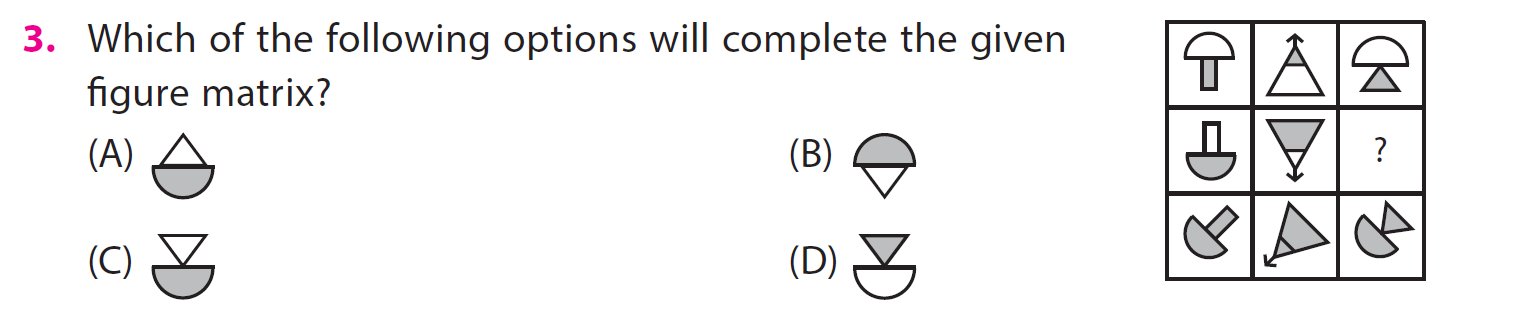 3. Which of the following options will complete the given
figure matrix?
(A)
(B)
(C)
(D)
?